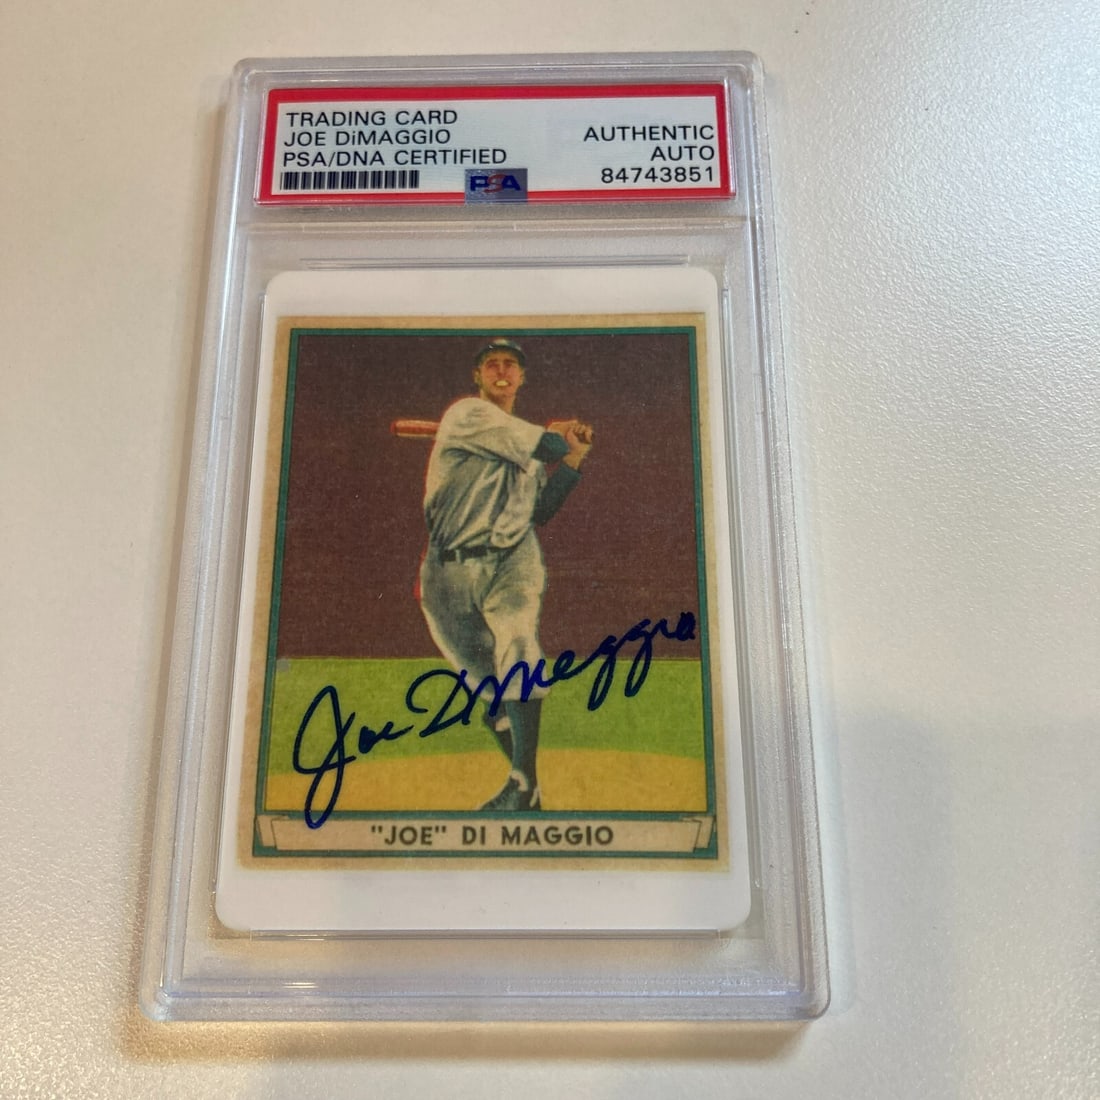 TRADING CARD
JOE DiMAGGIO
PSA/DNA CERTIFIED
AUTHENTIC
AUTO
84743851
PSA
Joe DiMaggio
"JOE" DI MAGGIO